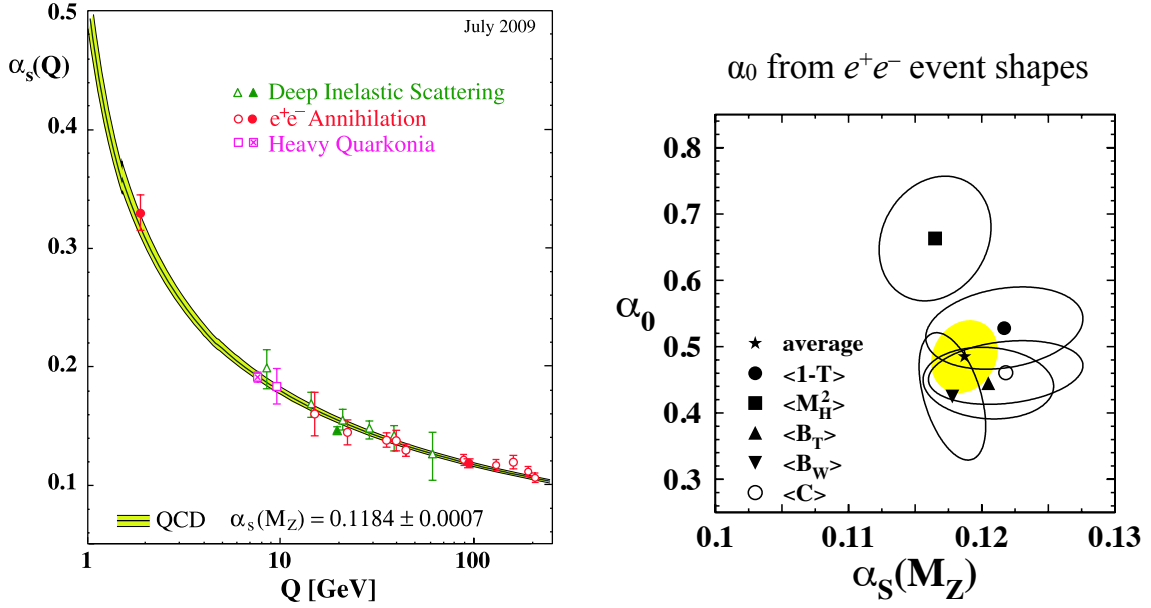 July 2009
0.5
αs(Q)
0.4
0.3
0.2
0.1
△▲ Deep Inelastic Scattering
○● e⁺e⁻ Annihilation
□⊠ Heavy Quarkonia
QCD αs(MZ) = 0.1184 ± 0.0007
1 10 100
Q [GeV]
α₀ from e⁺e⁻ event shapes
0.8
0.7
0.6
α₀
0.5
0.4
0.3
★ average
● <1-T>
■ <M²H>
▲ <BT>
▼ <BW>
○ <C>
0.1 0.11 0.12 0.13
αS(MZ)